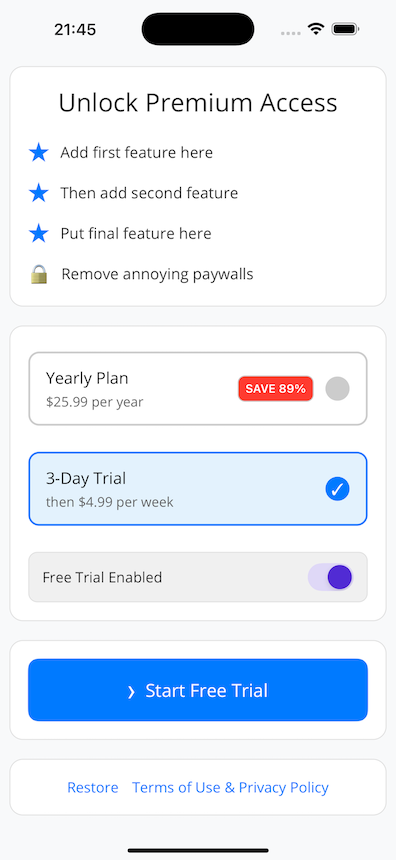 21:45
Unlock Premium Access
Add first feature here
Then add second feature
Put final feature here
Remove annoying paywalls
Yearly Plan
$25.99 per year
SAVE 89%
3-Day Trial
then $4.99 per week
Free Trial Enabled
Start Free Trial
Restore Terms of Use & Privacy Policy